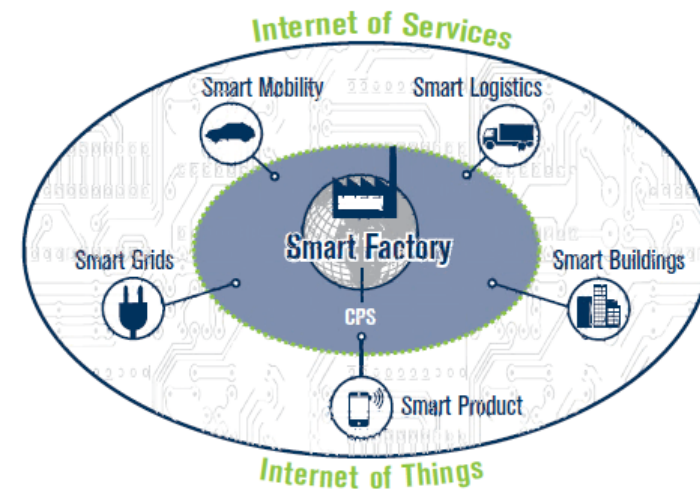 Internet of Services
Smart Mobility
Smart Logistics
Smart Factory
Smart Grids
Smart Buildings
CPS
Smart Product
Internet of Things